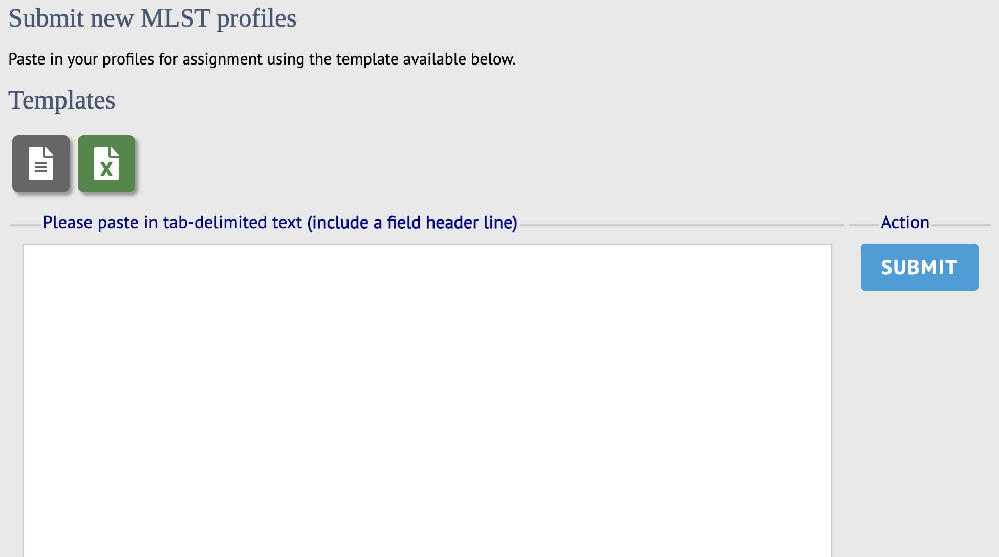 Submit new MLST profiles
Paste in your profiles for assignment using the template available below.
Templates
X
Please paste in tab-delimited text (include a field header line)
Action
SUBMIT